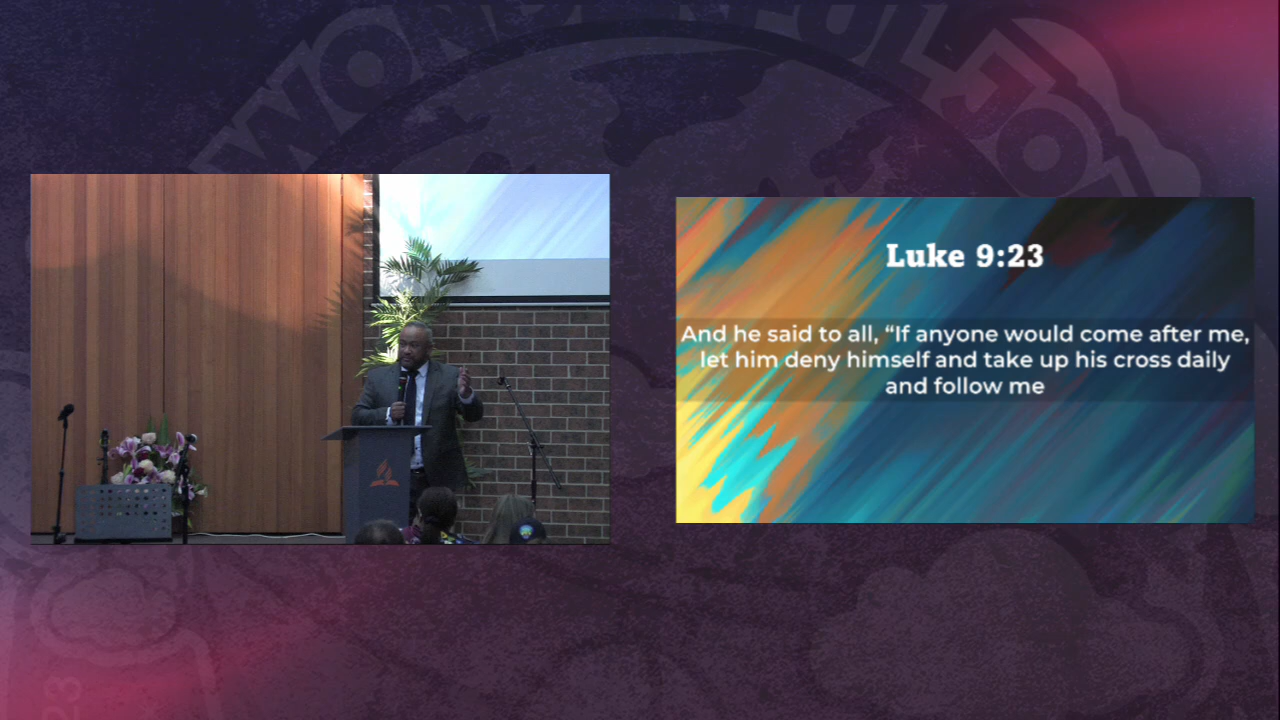 Luke 9:23
And he said to all, “If anyone would come after me,
let him deny himself and take up his cross daily
and follow me